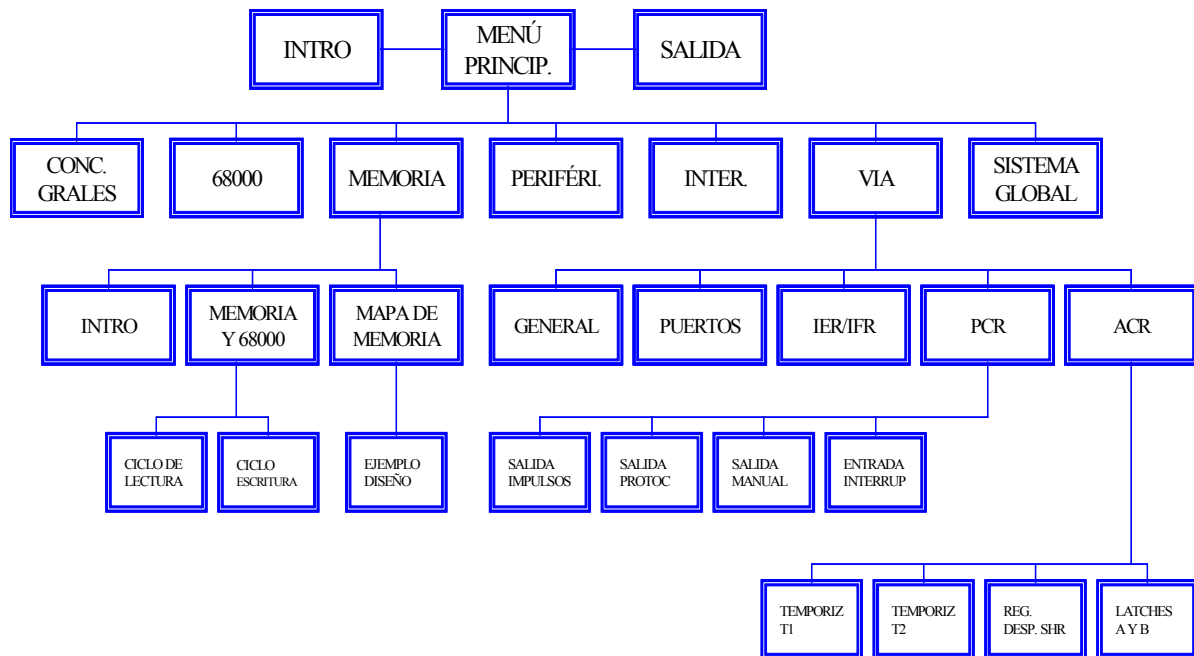 INTRO
MENÚ
PRINCIP.
SALIDA
CONC.
GRALES
68000
MEMORIA
PERIFÉRI.
INTER.
VIA
SISTEMA
GLOBAL
INTRO
MEMORIA
Y 68000
MAPA DE
MEMORIA
GENERAL
PUERTOS
IER/IFR
PCR
ACR
CICLO DE
LECTURA
CICLO
ESCRITURA
EJEMPLO
DISEÑO
SALIDA
IMPULSOS
SALIDA
PROTOC
SALIDA
MANUAL
ENTRADA
INTERRUP
TEMPORIZ
T1
TEMPORIZ
T2
REG.
DESP. SHR
LATCHES
A Y B